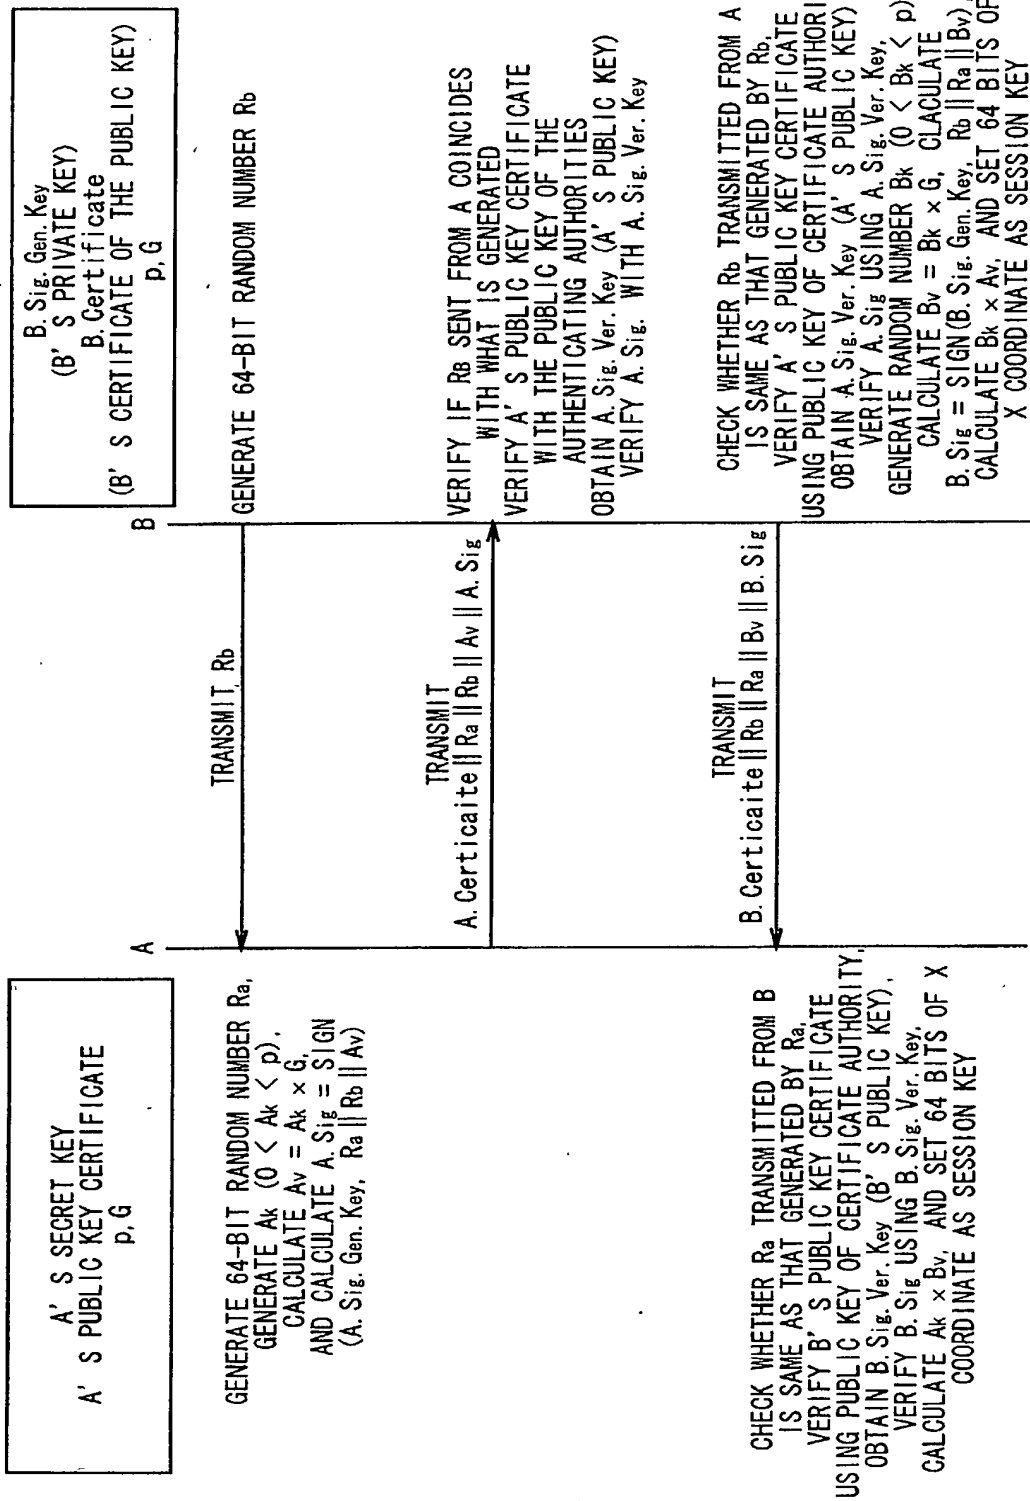 A' S SECRET KEY
A' S PUBLIC KEY CERTIFICATE
p, G
B. Sig. Gen. Key
(B' S PRIVATE KEY)
B. Certificate
(B' S CERTIFICATE OF THE PUBLIC KEY)
p, G
A
B
GENERATE 64-BIT RANDOM NUMBER Rb
TRANSMIT Rb
GENERATE 64-BIT RANDOM NUMBER Ra,
GENERATE Ak (0 < Ak < p),
CALCULATE Av = Ak × G,
AND CALCULATE A. Sig = SIGN
(A. Sig. Gen. Key, Ra || Rb || Av)
TRANSMIT
A. Certicaite || Ra || Rb || Av || A. Sig
VERIFY IF RB SENT FROM A COINCIDES
WITH WHAT IS GENERATED
VERIFY A' S PUBLIC KEY CERTIFICATE
WITH THE PUBLIC KEY OF THE
AUTHENTICATING AUTHORITIES
OBTAIN A. Sig. Ver. Key (A' S PUBLIC KEY)
VERIFY A. Sig. WITH A. Sig. Ver. Key
CHECK WHETHER Rb TRANSMITTED FROM A
IS SAME AS THAT GENERATED BY Rb,
VERIFY A' S PUBLIC KEY CERTIFICATE
USING PUBLIC KEY OF CERTIFICATE AUTHORI
OBTAIN A. Sig. Ver. Key (A' S PUBLIC KEY)
VERIFY A. Sig USING A. Sig. Ver. Key,
GENERATE RANDOM NUMBER Bk (0 < Bk < p)
CALCULATE Bv = Bk × G, CLACULATE
B. Sig = SIGN (B. Sig. Gen. Key, Rb || Ra || Bv),
CALCULATE Bk × Av, AND SET 64 BITS OF
X COORDINATE AS SESSION KEY
TRANSMIT
B. Certicaite || Rb || Ra || Bv || B. Sig
CHECK WHETHER Ra TRANSMITTED FROM B
IS SAME AS THAT GENERATED BY Ra,
VERIFY B' S PUBLIC KEY CERTIFICATE
USING PUBLIC KEY OF CERTIFICATE AUTHORITY,
OBTAIN B. Sig. Ver. Key (B' S PUBLIC KEY),
VERIFY B. Sig USING B. Sig. Ver. Key,
CALCULATE Ak × Bv, AND SET 64 BITS OF X
COORDINATE AS SESSION KEY